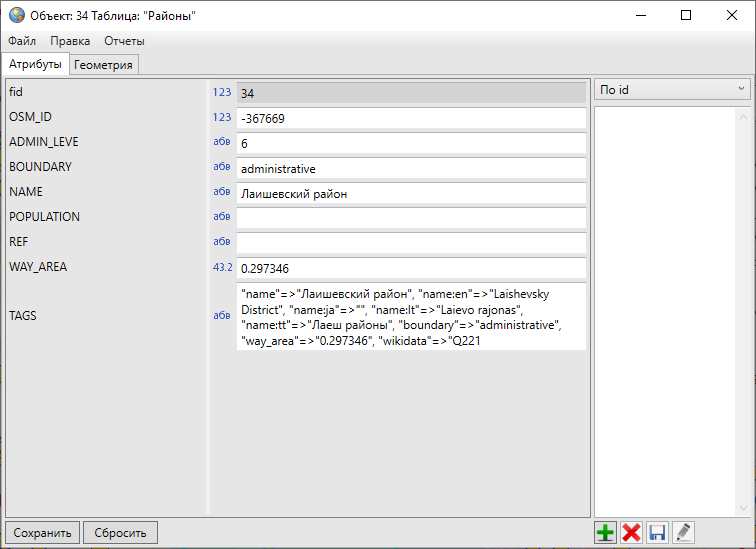 Объект: 34 Таблица: "Районы"
Файл Правка Отчеты
Атрибуты Геометрия
fid 123 34
OSM_ID 123 -367669
ADMIN_LEVE абв 6
BOUNDARY абв administrative
NAME абв Лаишевский район
POPULATION абв
REF абв
WAY_AREA 43.2 0.297346
TAGS абв
"name"=>"Лаишевский район", "name:en"=>"Laishevsky
District", "name:ja"=>"", "name:lt"=>"Laievo rajonas",
"name:tt"=>"Лаеш районы", "boundary"=>"administrative",
"way_area"=>"0.297346", "wikidata"=>"Q221
По id
Сохранить Сбросить